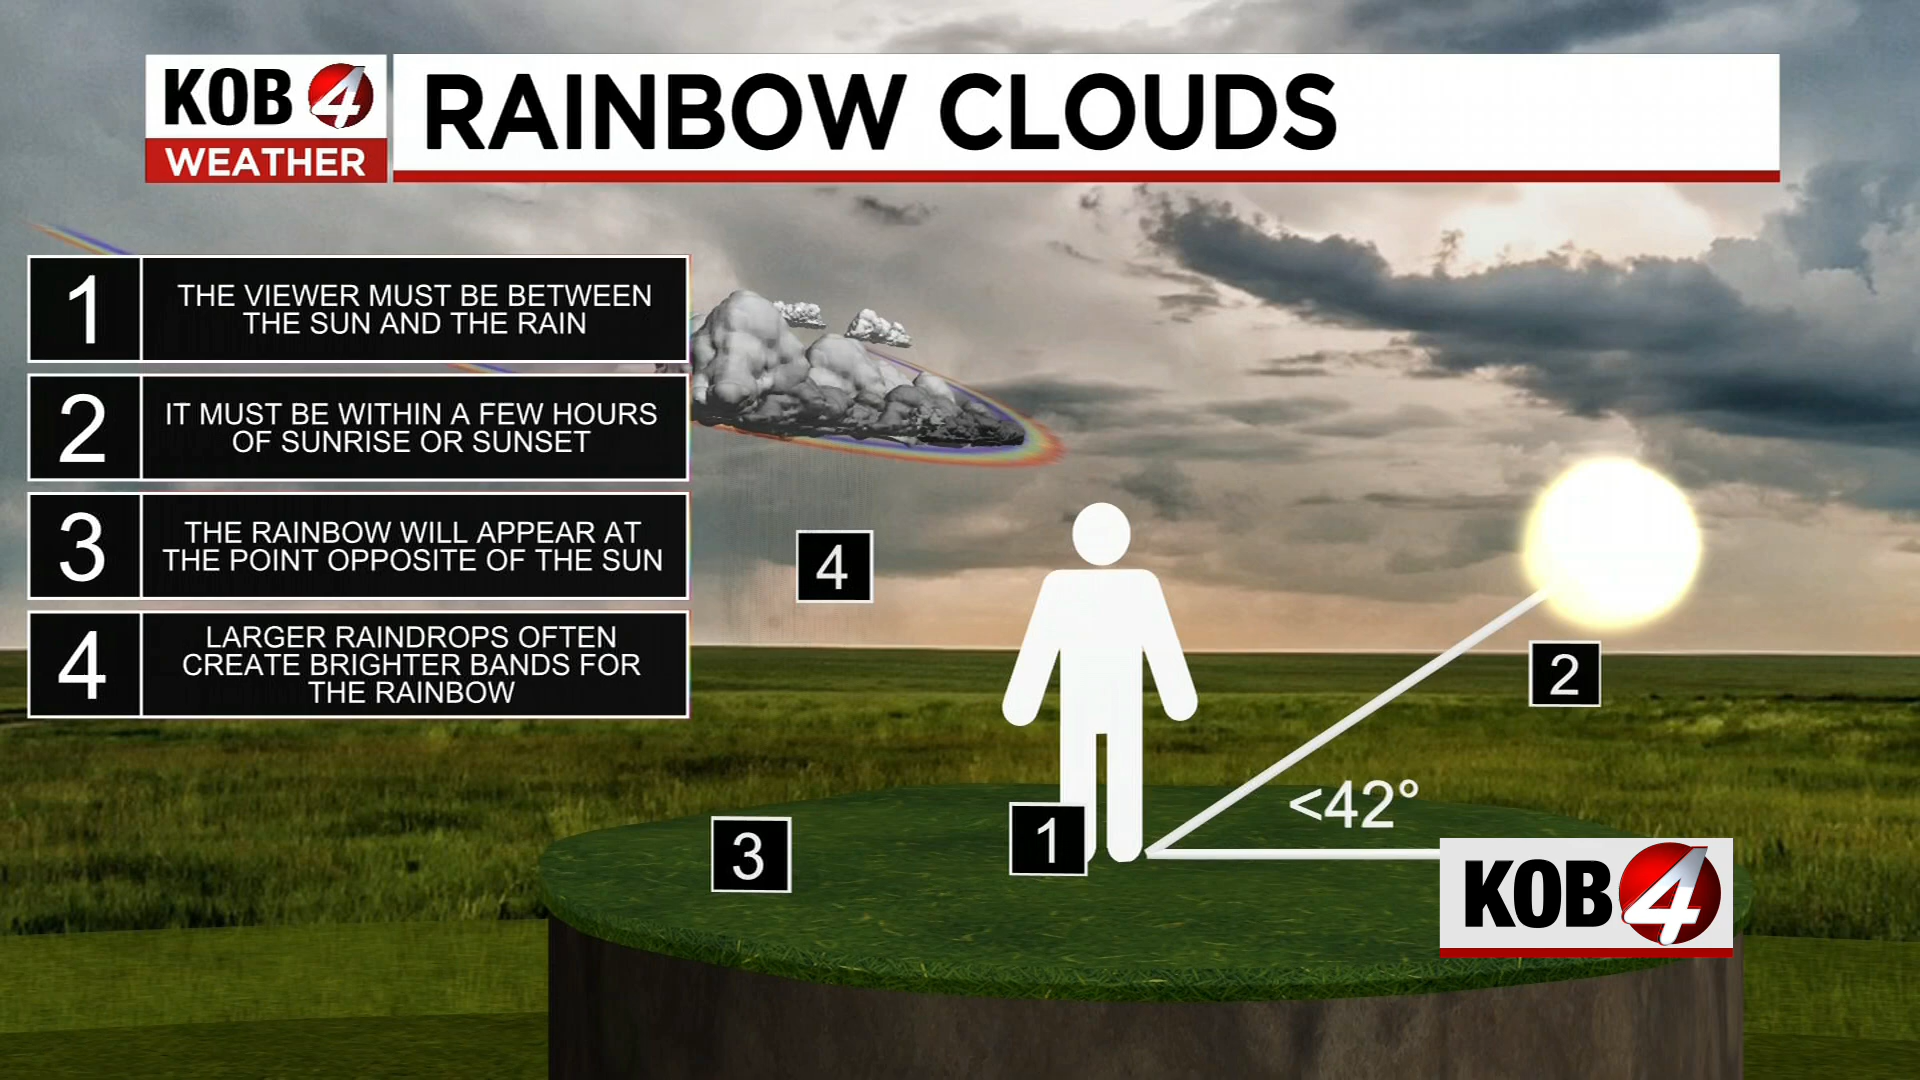 KOB 4
WEATHER
RAINBOW CLOUDS
1
THE VIEWER MUST BE BETWEEN
THE SUN AND THE RAIN
2
IT MUST BE WITHIN A FEW HOURS
OF SUNRISE OR SUNSET
3
THE RAINBOW WILL APPEAR AT
THE POINT OPPOSITE OF THE SUN
4
LARGER RAINDROPS OFTEN
CREATE BRIGHTER BANDS FOR
THE RAINBOW
4
2
<42°
3
1
KOB 4